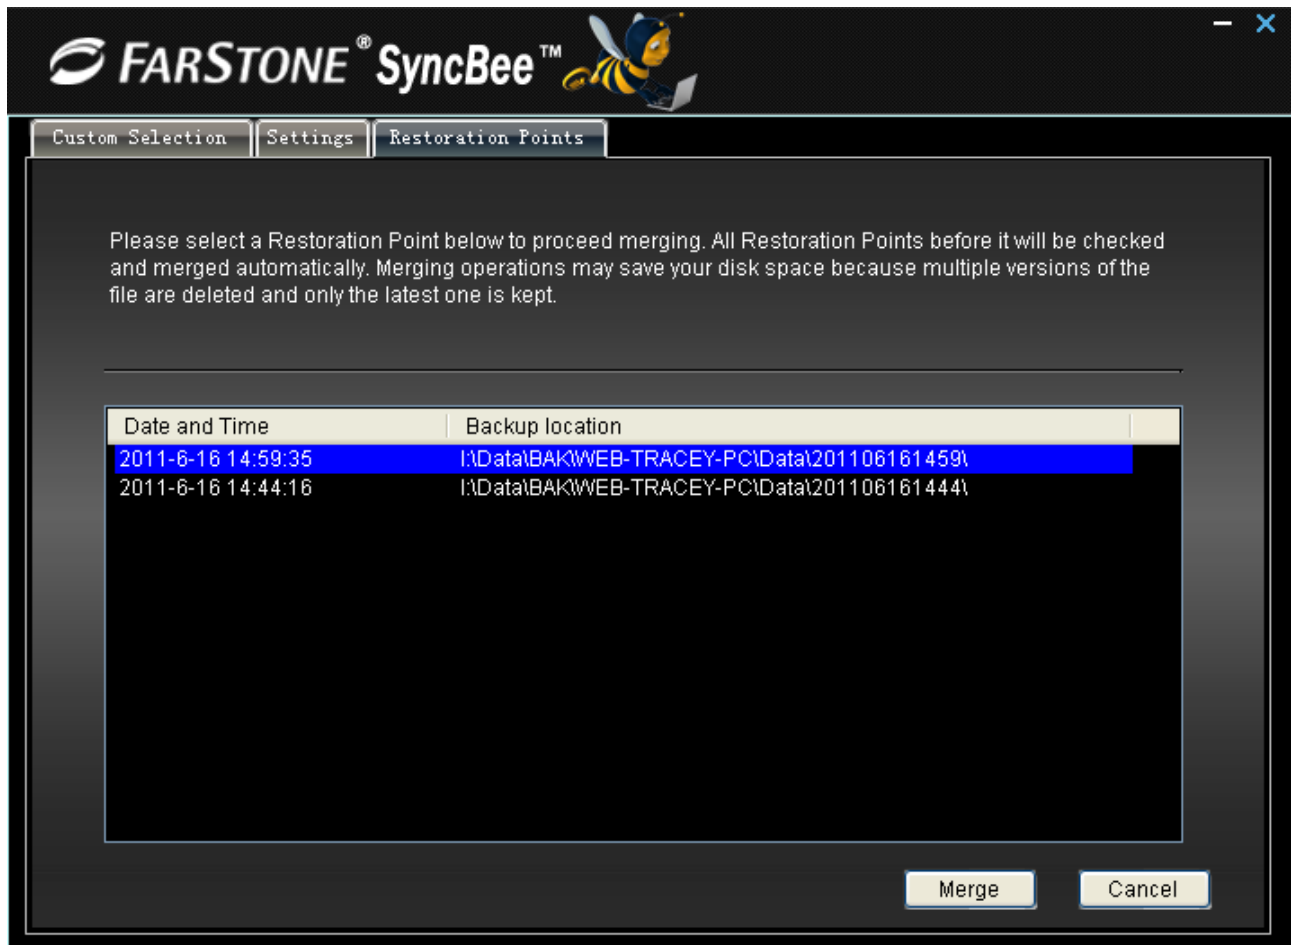 FARSTONE® SyncBee™
Custom Selection Settings Restoration Points
Please select a Restoration Point below to proceed merging. All Restoration Points before it will be checked
and merged automatically. Merging operations may save your disk space because multiple versions of the
file are deleted and only the latest one is kept.
Date and Time Backup location
2011-6-16 14:59:35 I:\Data\BAK\WEB-TRACEY-PC\Data\201106161459\
2011-6-16 14:44:16 I:\Data\BAK\WEB-TRACEY-PC\Data\201106161444\
Merge Cancel